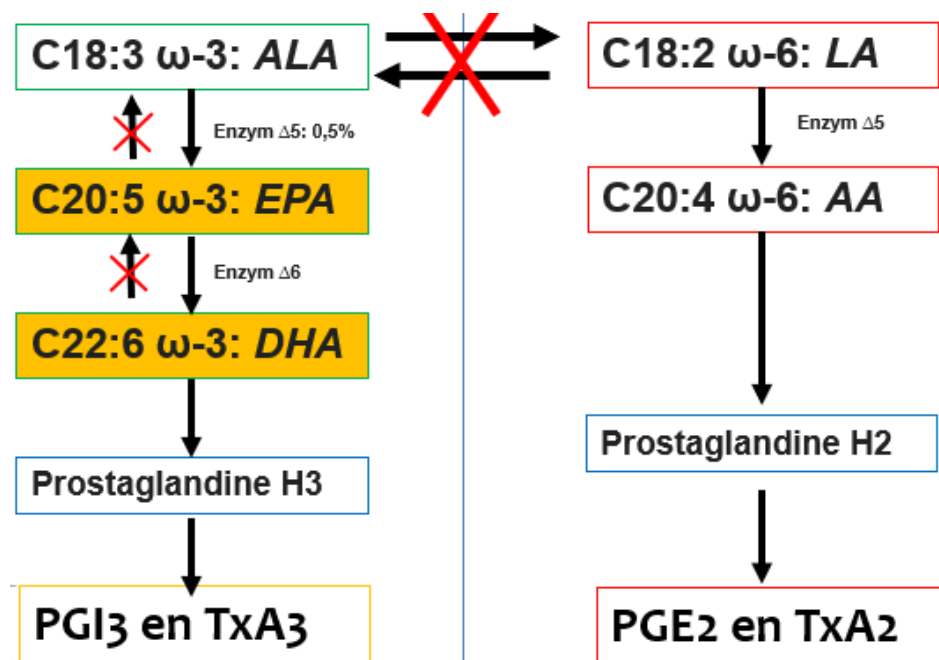 C18:3 ω-3: ALA
Enzym Δ5: 0,5%
C20:5 ω-3: EPA
Enzym Δ6
C22:6 ω-3: DHA
Prostaglandine H3
PGI3 en TxA3
C18:2 ω-6: LA
Enzym Δ5
C20:4 ω-6: AA
Prostaglandine H2
PGE2 en TxA2